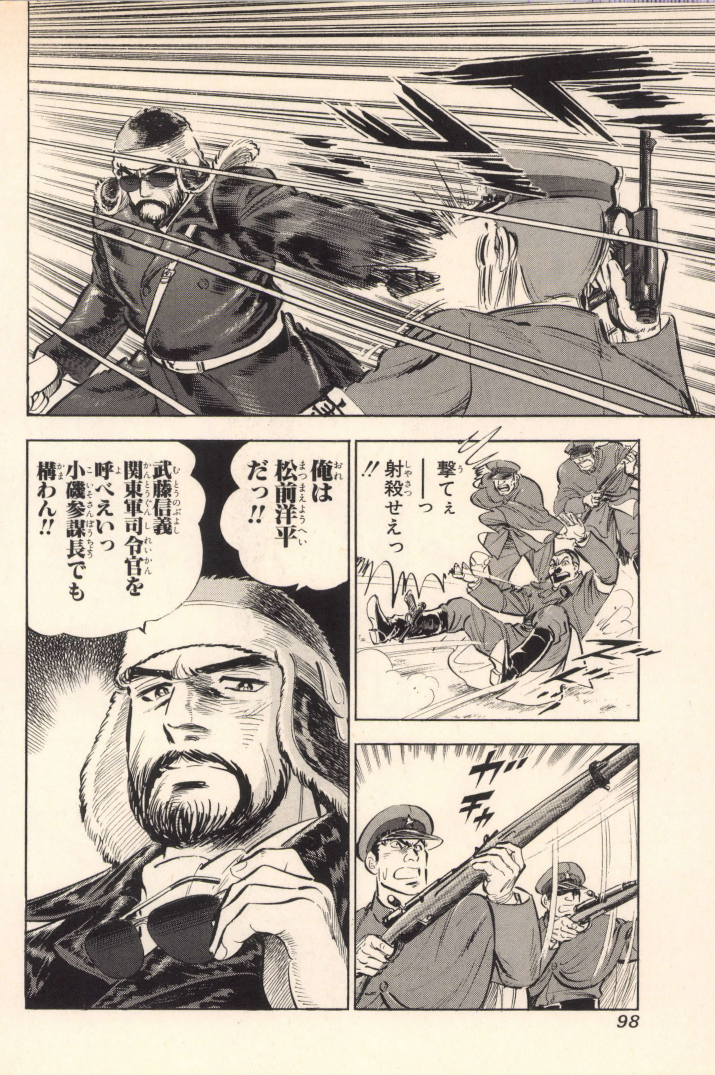 撃てぇ
――っ
射殺せえっ
!!
ガ
チャ
俺は
松前洋平
だっ!!
武藤信義
関東軍司令官を
呼べえいっ
小磯参謀長でも
構わん!!
98